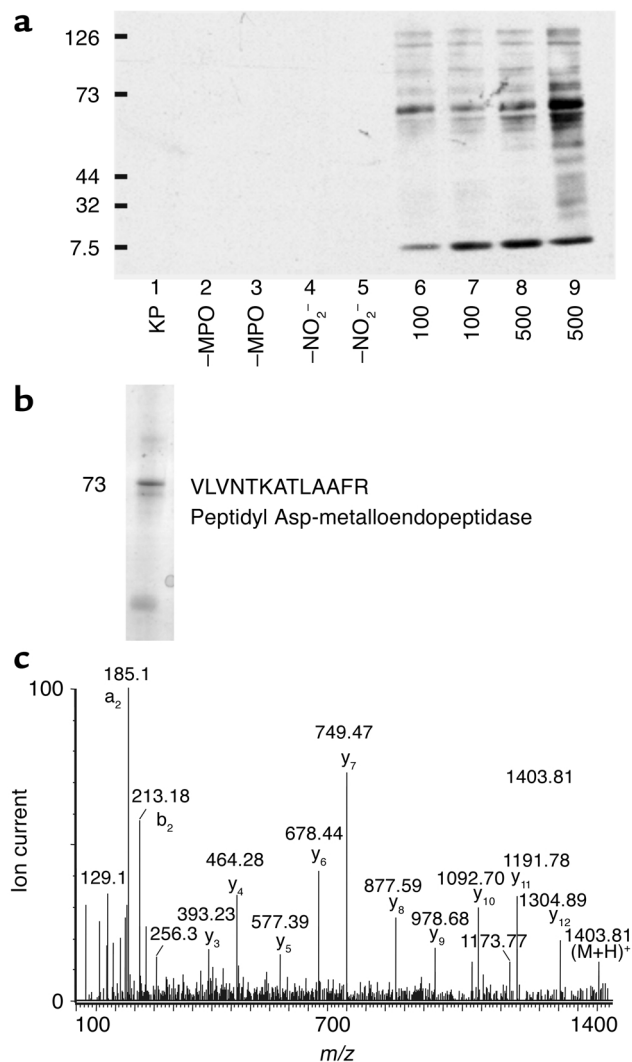 a
126
73
44
32
7.5
1 2 3 4 5 6 7 8 9
KP
–MPO
–MPO
–NO2–
–NO2–
100
100
500
500
b
73
VLVNTKATLAAFR
Peptidyl Asp-metalloendopeptidase
c
185.1
100
a2
749.47
y7
213.18
b2
1403.81
678.44
y6
464.28
y4
129.1
877.59
y8
1092.70
y10
1191.78
y11
1304.89
y12
393.23
y3
577.39
y5
978.68
y9
256.3
1173.77
1403.81
(M+H)+
Ion current
0
100 700 1400
m/z